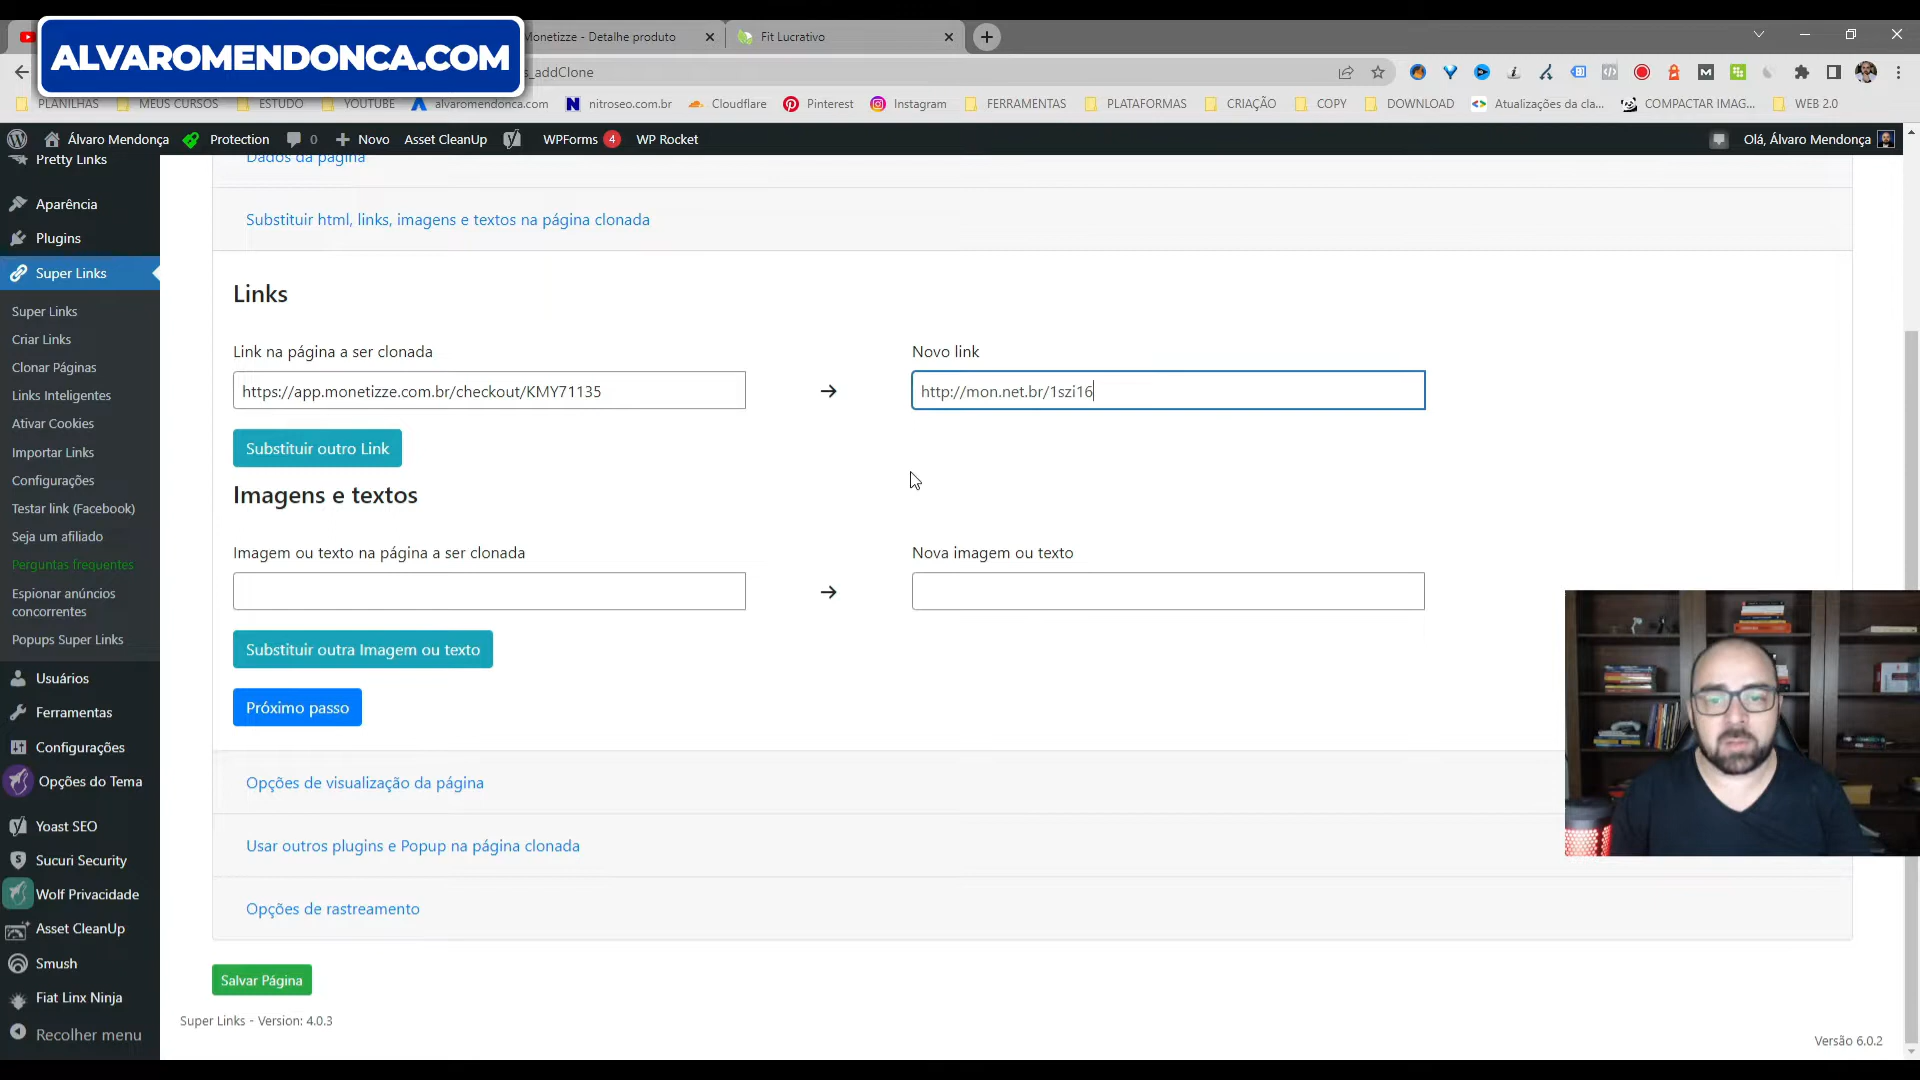 ALVAROMENDONCA.COM
Monetizze - Detalhe produto
Fit Lucrativo
s_addClone
PLANILHAS
MEUS CURSOS
ESTUDO
YOUTUBE
alvaromendonca.com
nitroseo.com.br
Cloudflare
Pinterest
Instagram
FERRAMENTAS
PLATAFORMAS
CRIAÇÃO
COPY
DOWNLOAD
Atualizações da cla...
COMPACTAR IMAG...
WEB 2.0
Álvaro Mendonça
Protection
0
Novo
Asset CleanUp
WPForms 4
WP Rocket
Olá, Álvaro Mendonça
Pretty Links
Aparência
Plugins
Super Links
Super Links
Criar Links
Clonar Páginas
Links Inteligentes
Ativar Cookies
Importar Links
Configurações
Testar link (Facebook)
Seja um afiliado
Perguntas frequentes
Espionar anúncios
concorrentes
Popups Super Links
Usuários
Ferramentas
Configurações
Opções do Tema
Yoast SEO
Sucuri Security
Wolf Privacidade
Asset CleanUp
Smush
Fiat Linx Ninja
Recolher menu
Dados da página
Substituir html, links, imagens e textos na página clonada
Links
Link na página a ser clonada
Novo link
https://app.monetizze.com.br/checkout/KMY71135
http://mon.net.br/1szi16
Substituir outro Link
Imagens e textos
Imagem ou texto na página a ser clonada
Nova imagem ou texto
Substituir outra Imagem ou texto
Próximo passo
Opções de visualização da página
Usar outros plugins e Popup na página clonada
Opções de rastreamento
Salvar Página
Super Links - Version: 4.0.3
Versão 6.0.2